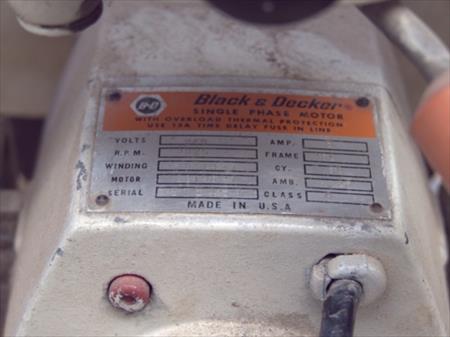 B&D Black & Decker®
SINGLE PHASE MOTOR
WITH OVERLOAD THERMAL PROTECTION
USE 15A TIME DELAY FUSE IN LINE
VOLTS AMP.
R.P.M. FRAME
WINDING CY.
MOTOR AMB.
SERIAL CLASS
MADE IN U.S.A